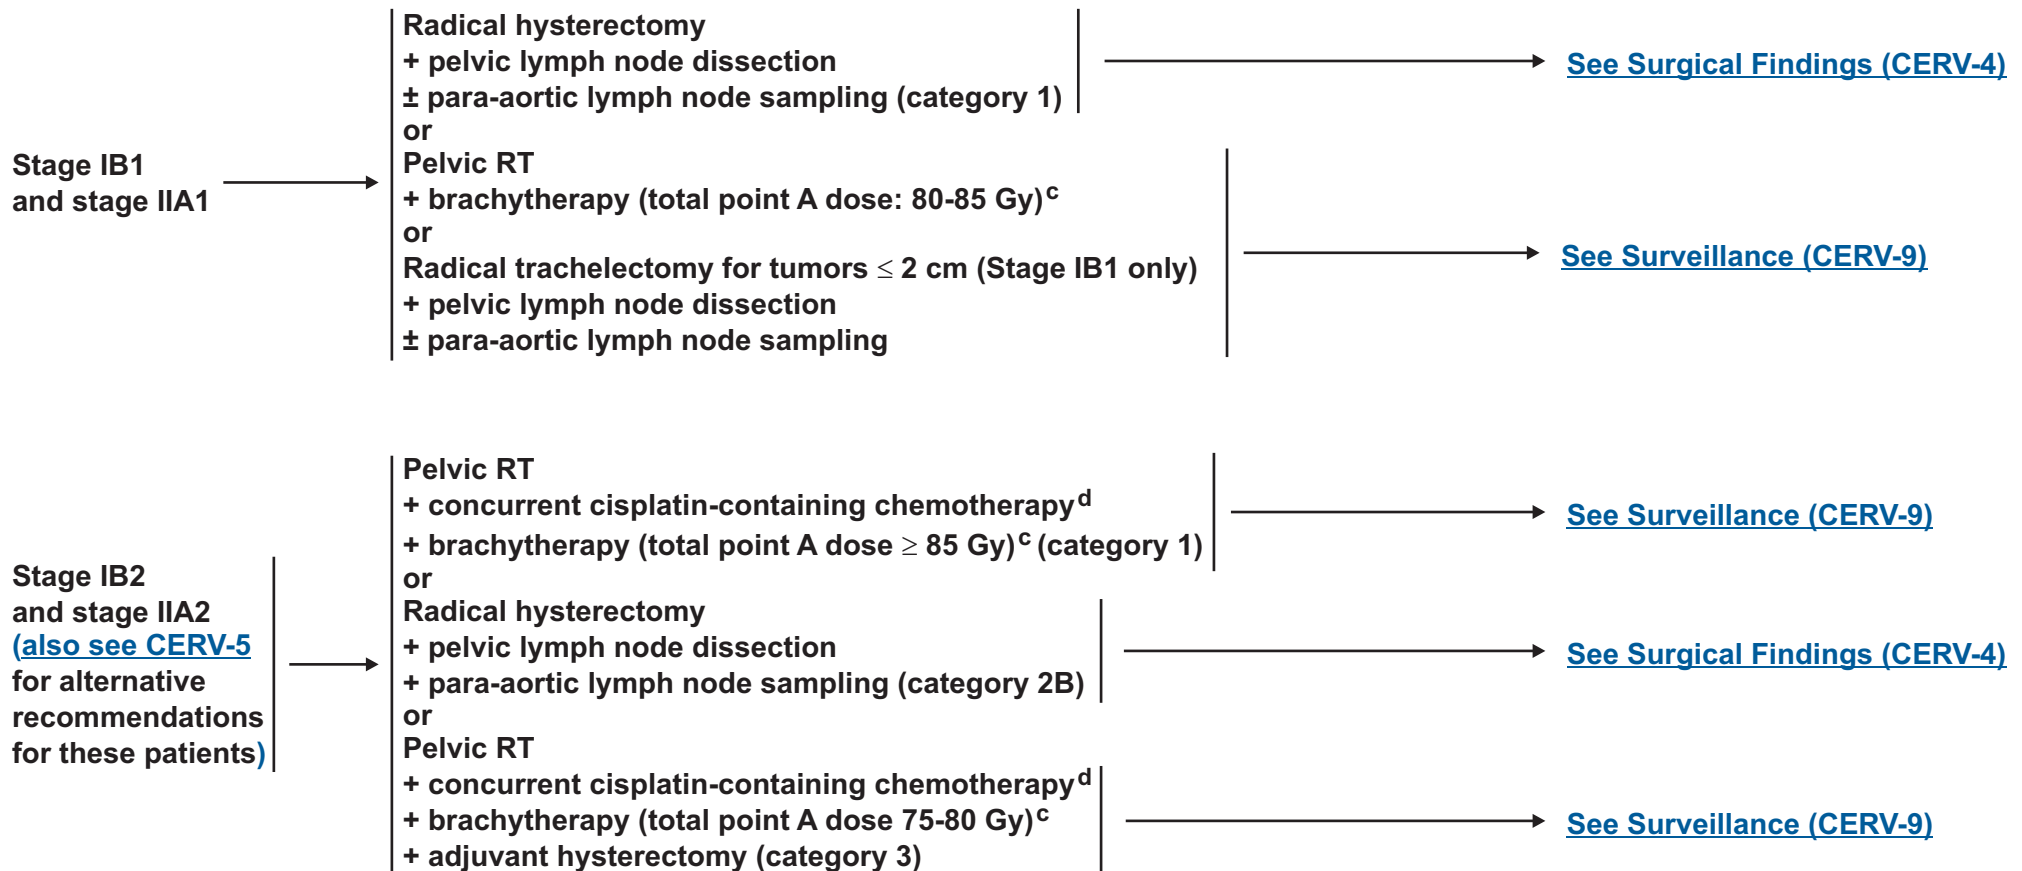 Stage IB1
and stage IIA1
Radical hysterectomy
+ pelvic lymph node dissection
± para-aortic lymph node sampling (category 1)
or
Pelvic RT
+ brachytherapy (total point A dose: 80-85 Gy)c
or
Radical trachelectomy for tumors ≤ 2 cm (Stage IB1 only)
+ pelvic lymph node dissection
± para-aortic lymph node sampling
See Surgical Findings (CERV-4)
See Surveillance (CERV-9)
Stage IB2
and stage IIA2
(also see CERV-5
for alternative
recommendations
for these patients)
Pelvic RT
+ concurrent cisplatin-containing chemotherapyd
+ brachytherapy (total point A dose ≥ 85 Gy)c (category 1)
or
Radical hysterectomy
+ pelvic lymph node dissection
+ para-aortic lymph node sampling (category 2B)
or
Pelvic RT
+ concurrent cisplatin-containing chemotherapyd
+ brachytherapy (total point A dose 75-80 Gy)c
+ adjuvant hysterectomy (category 3)
See Surveillance (CERV-9)
See Surgical Findings (CERV-4)
See Surveillance (CERV-9)